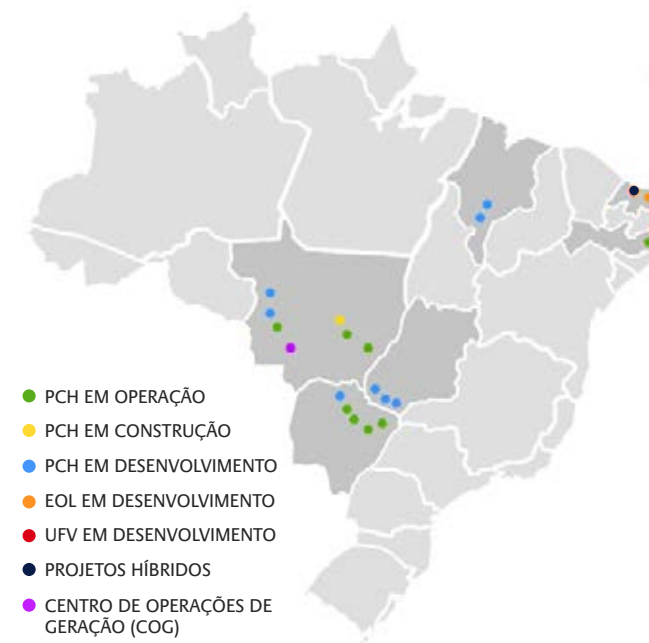 PCH EM OPERAÇÃO
PCH EM CONSTRUÇÃO
PCH EM DESENVOLVIMENTO
EOL EM DESENVOLVIMENTO
UFV EM DESENVOLVIMENTO
PROJETOS HÍBRIDOS
CENTRO DE OPERAÇÕES DE
GERAÇÃO (COG)